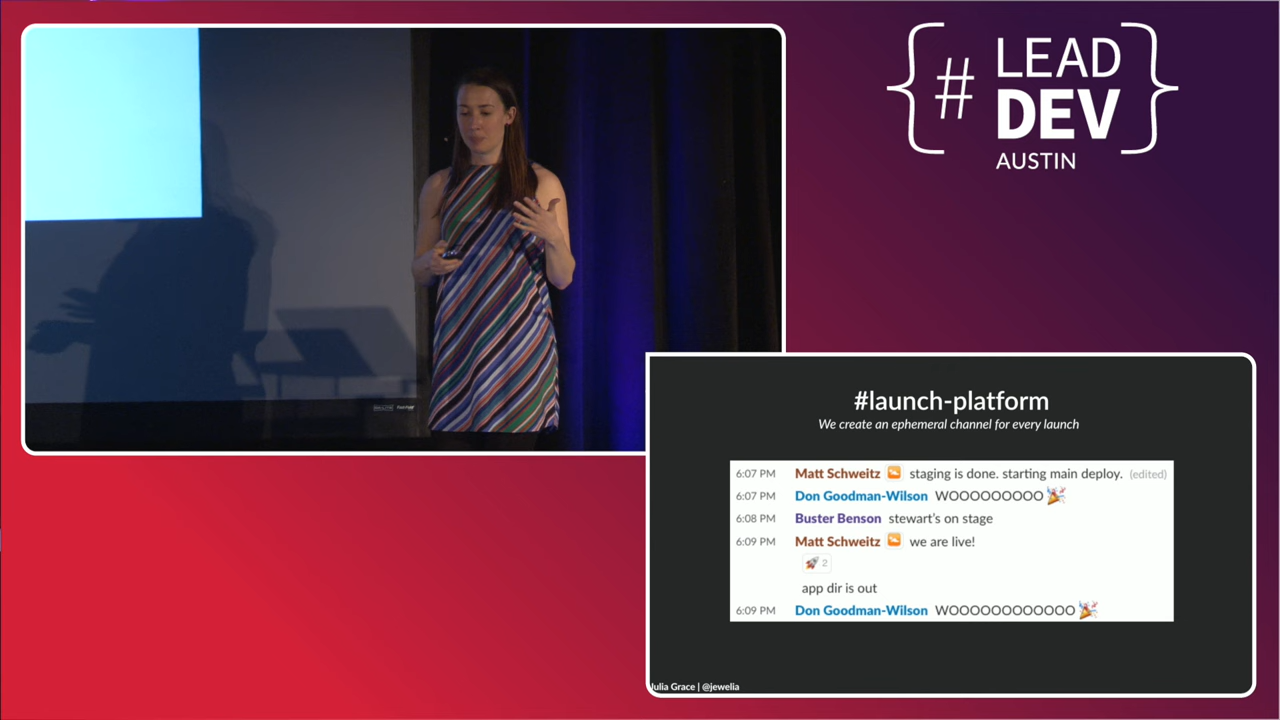 {# LEAD
DEV}
AUSTIN
#launch-platform
We create an ephemeral channel for every launch
6:07 PM Matt Schweitz staging is done. starting main deploy. (edited)
6:07 PM Don Goodman-Wilson WOOOOOOOOO
6:08 PM Buster Benson stewart's on stage
6:09 PM Matt Schweitz we are live!
2
app dir is out
6:09 PM Don Goodman-Wilson WOOOOOOOOOOOO
Julia Grace | @jewelia